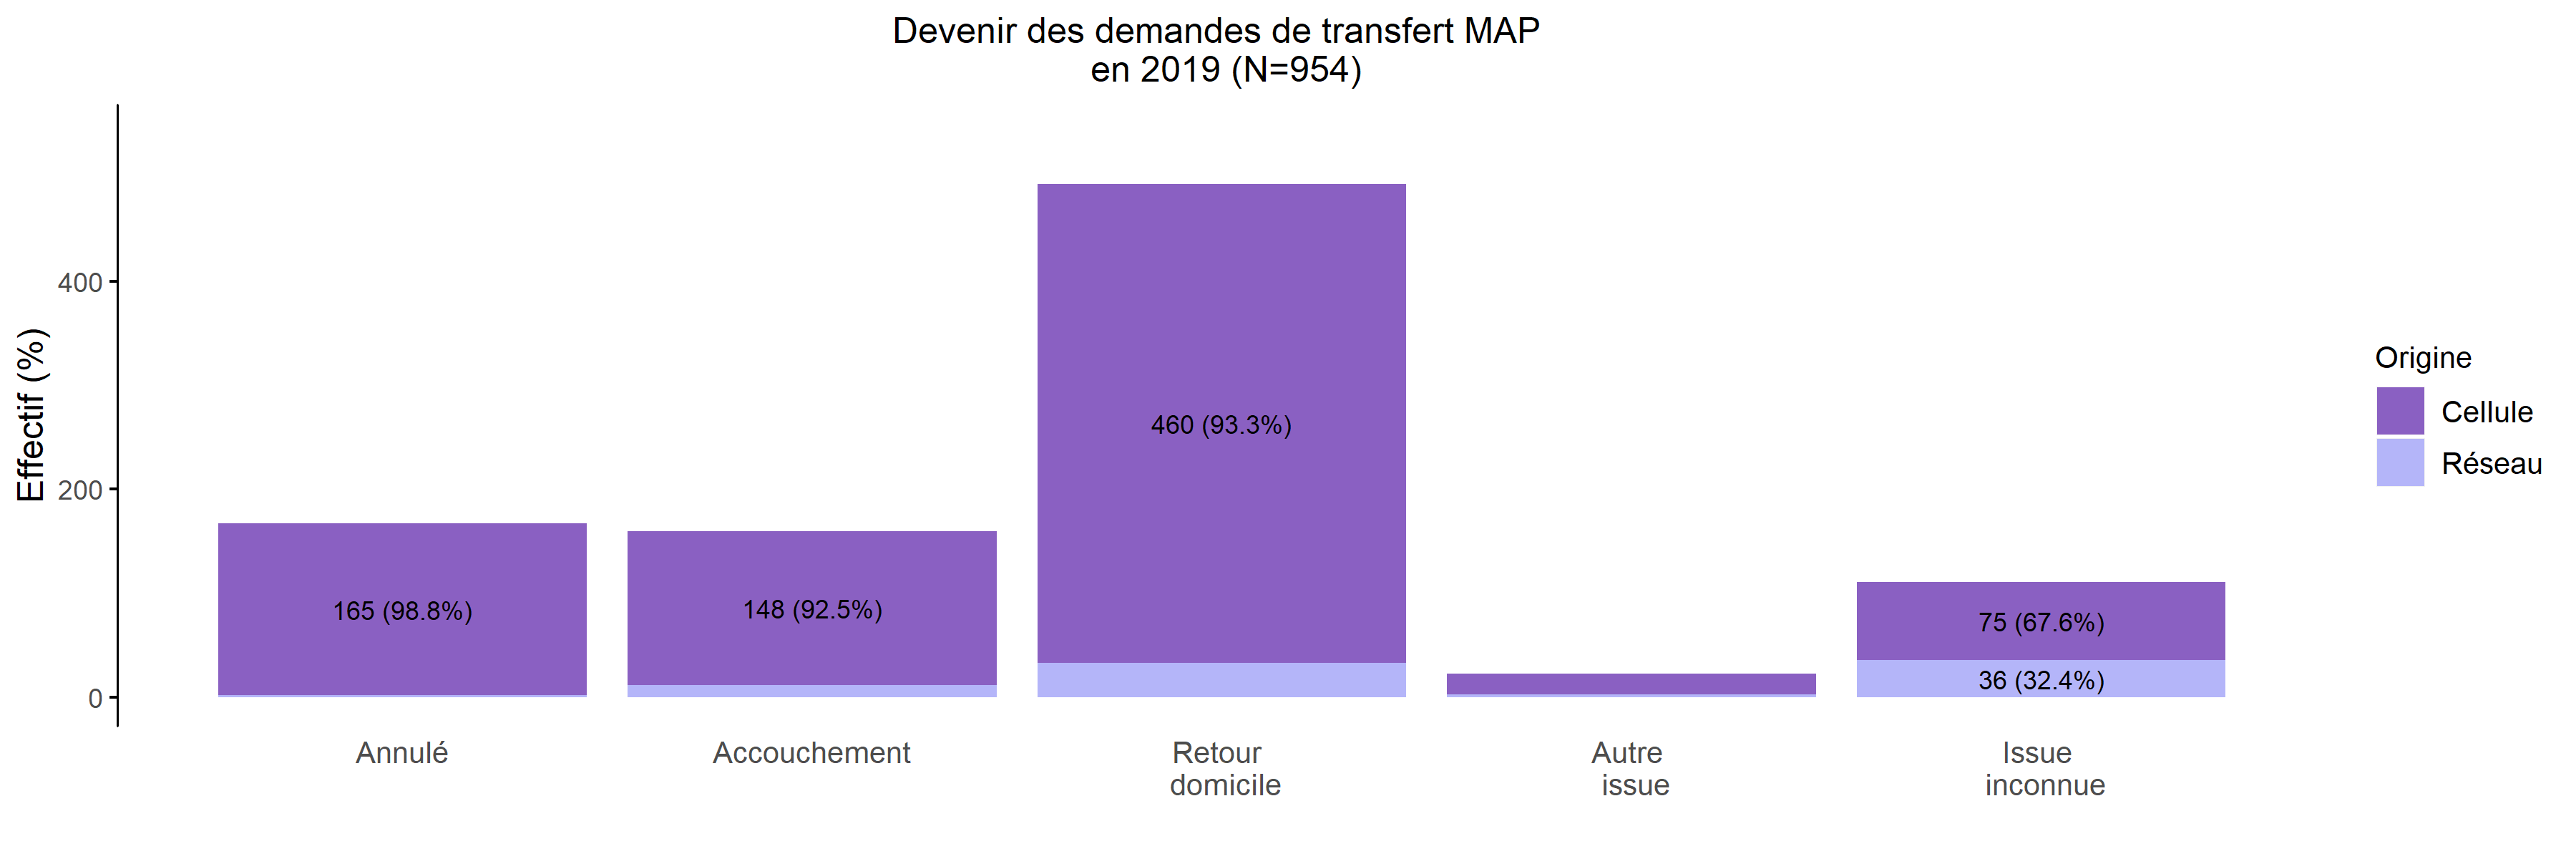 Devenir des demandes de transfert MAP
en 2019 (N=954)
Effectif (%)
400
200
0
460 (93.3%)
165 (98.8%)
148 (92.5%)
75 (67.6%)
36 (32.4%)
Origine
Cellule
Réseau
Annulé
Accouchement
Retour
domicile
Autre
issue
Issue
inconnue